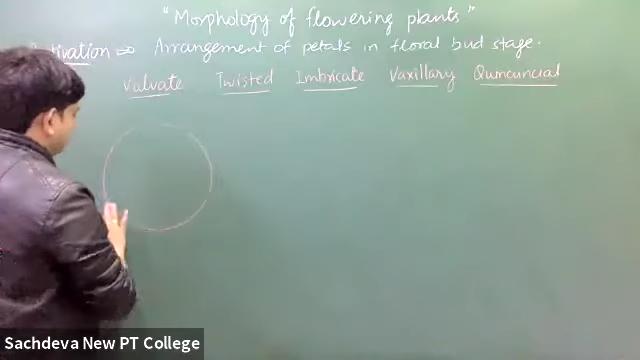 "Morphology of flowering plants"
Arrangement of petals in floral bud stage.
Valvate Twisted Imbricate Vaxillary Quncuncial
Sachdeva New PT College